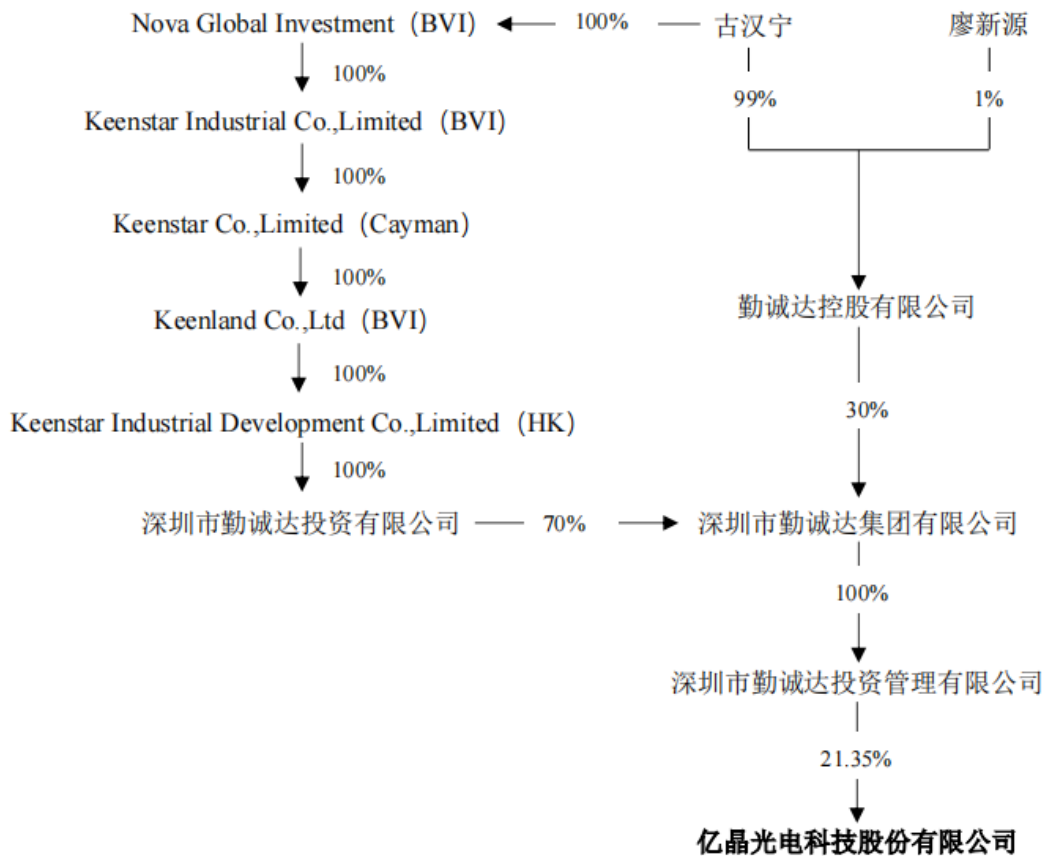 Nova Global Investment（BVI） 100% 古汉宁 廖新源
100% 99% 1%
Keenstar Industrial Co.,Limited（BVI）
100%
Keenstar Co.,Limited（Cayman）
100%
Keenland Co.,Ltd（BVI） 勤诚达控股有限公司
100%
Keenstar Industrial Development Co.,Limited（HK） 30%
100%
深圳市勤诚达投资有限公司 70% 深圳市勤诚达集团有限公司
100%
深圳市勤诚达投资管理有限公司
21.35%
亿晶光电科技股份有限公司